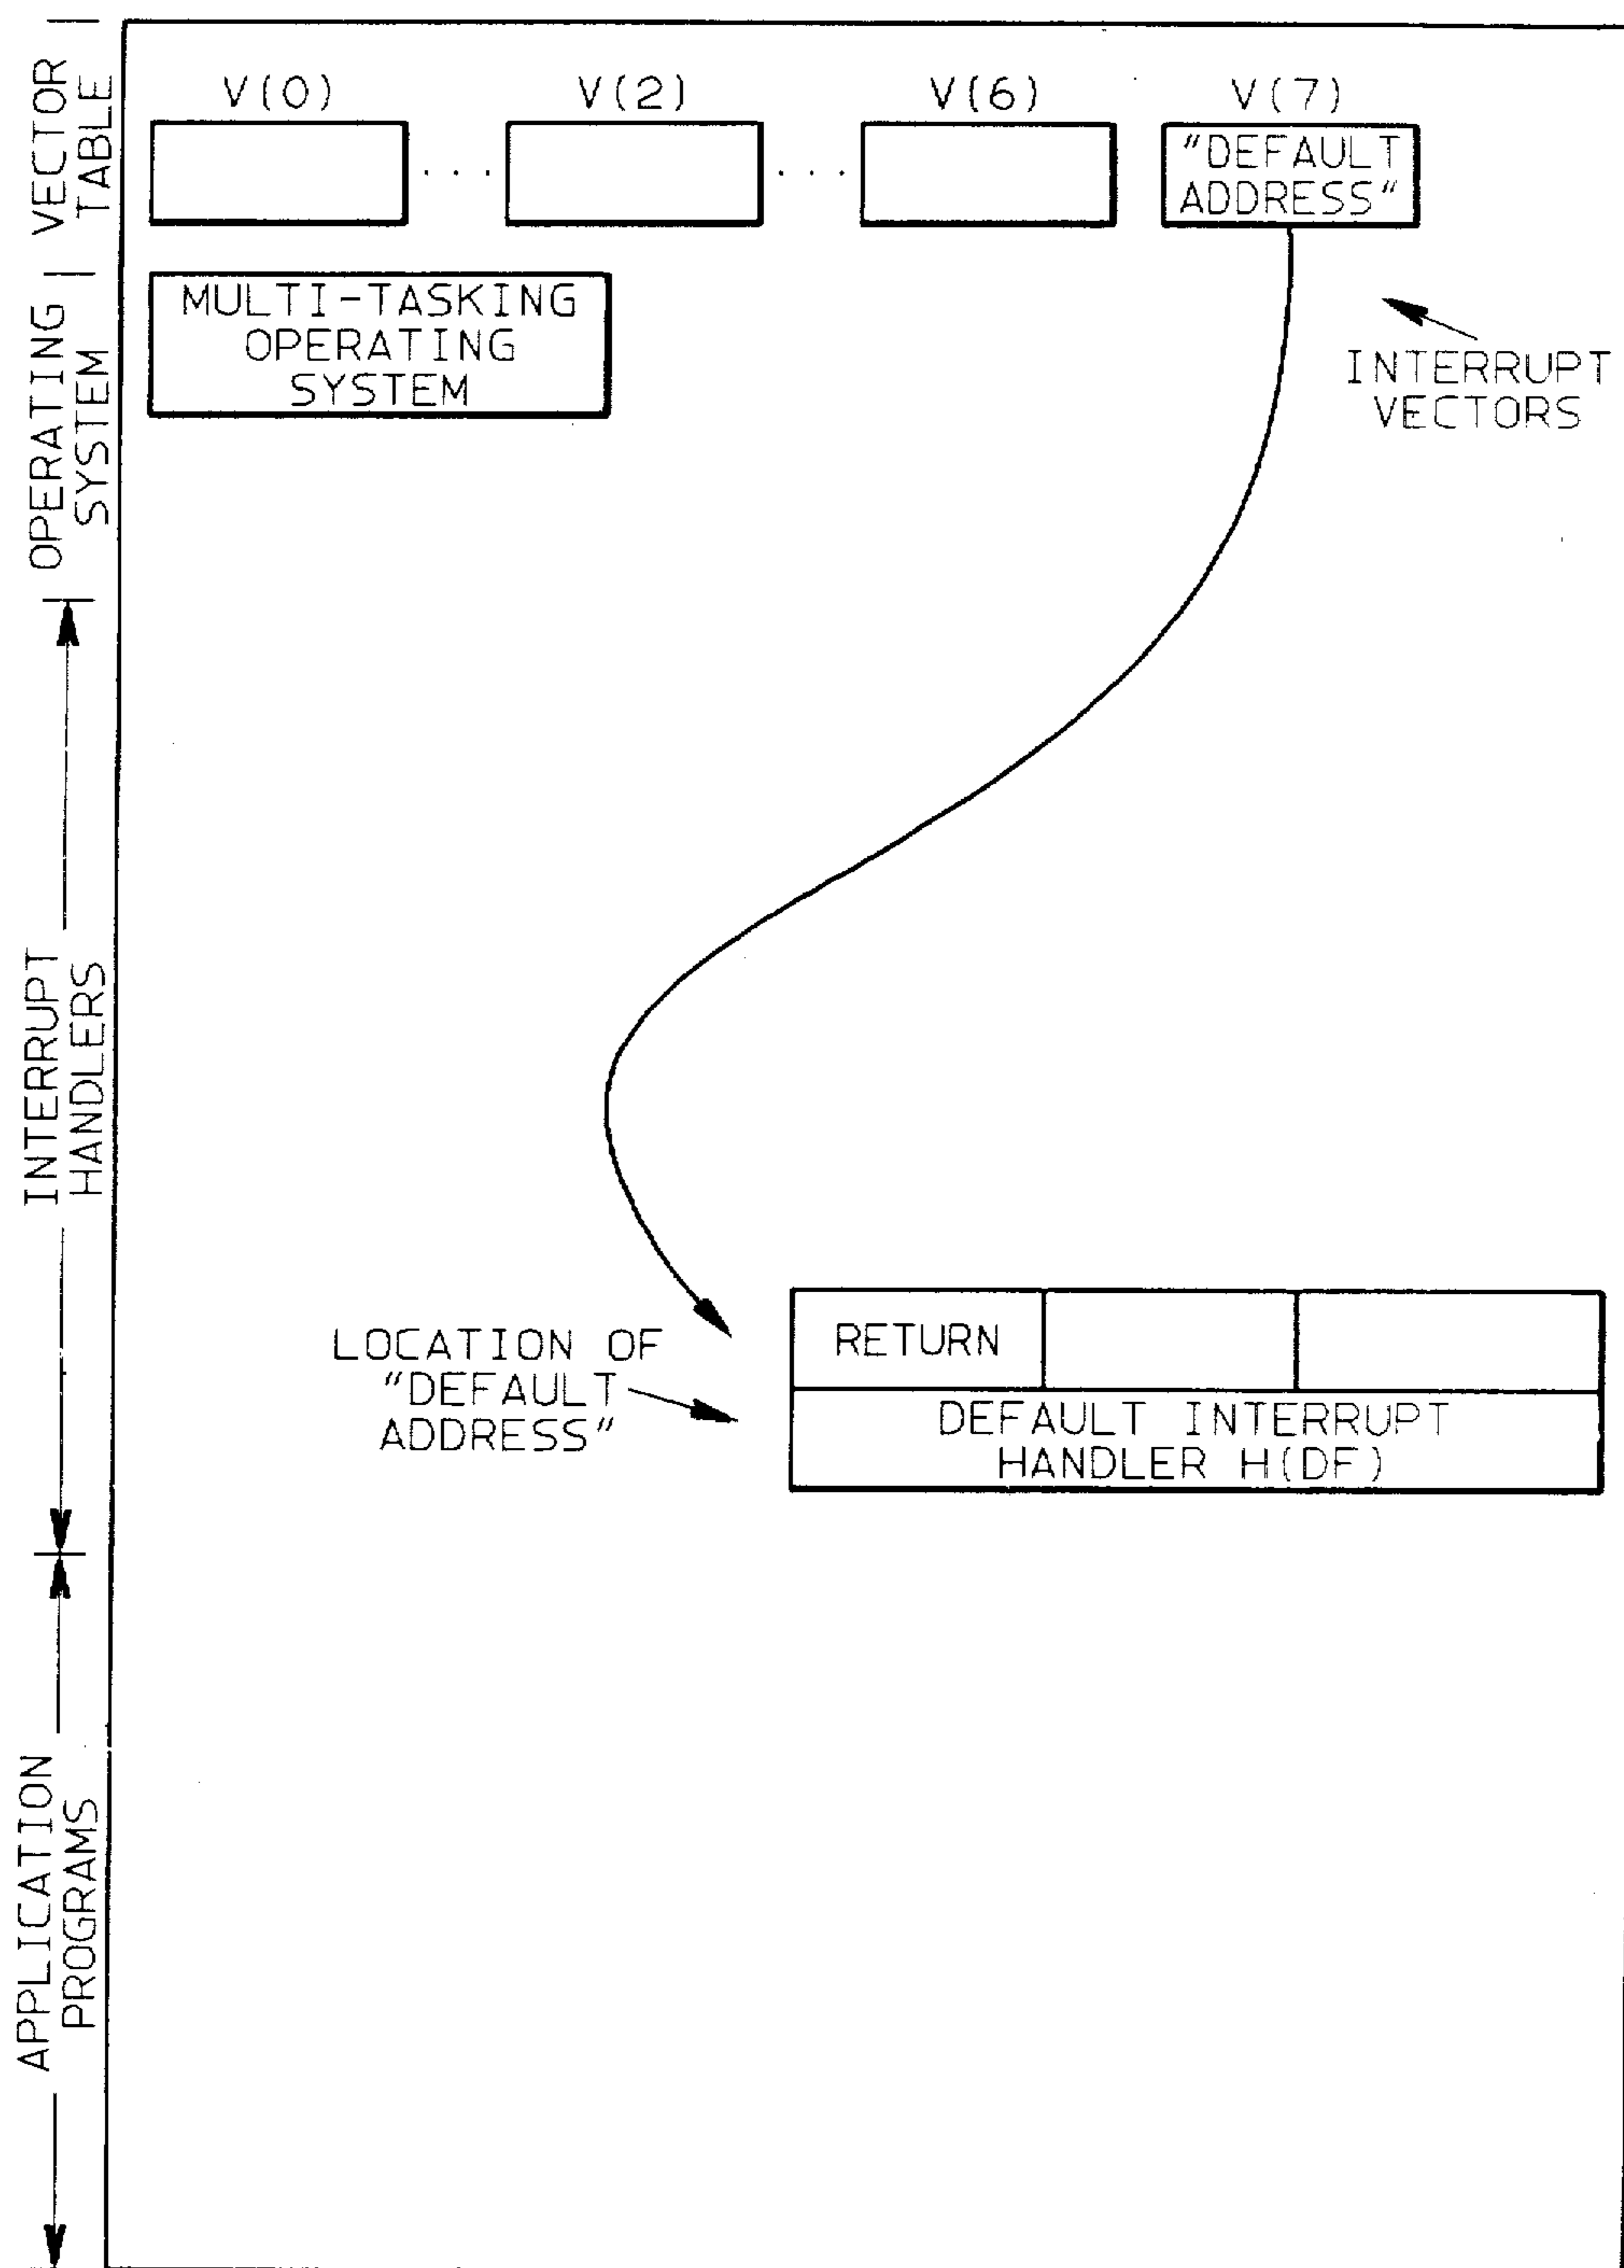 VECTOR
TABLE
V(0)
V(2)
V(6)
V(7)
...
...
"DEFAULT
ADDRESS"
OPERATING
SYSTEM
MULTI-TASKING
OPERATING
SYSTEM
INTERRUPT
VECTORS
INTERRUPT
HANDLERS
LOCATION OF
"DEFAULT
ADDRESS"
RETURN
DEFAULT INTERRUPT
HANDLER H(DF)
APPLICATION
PROGRAMS